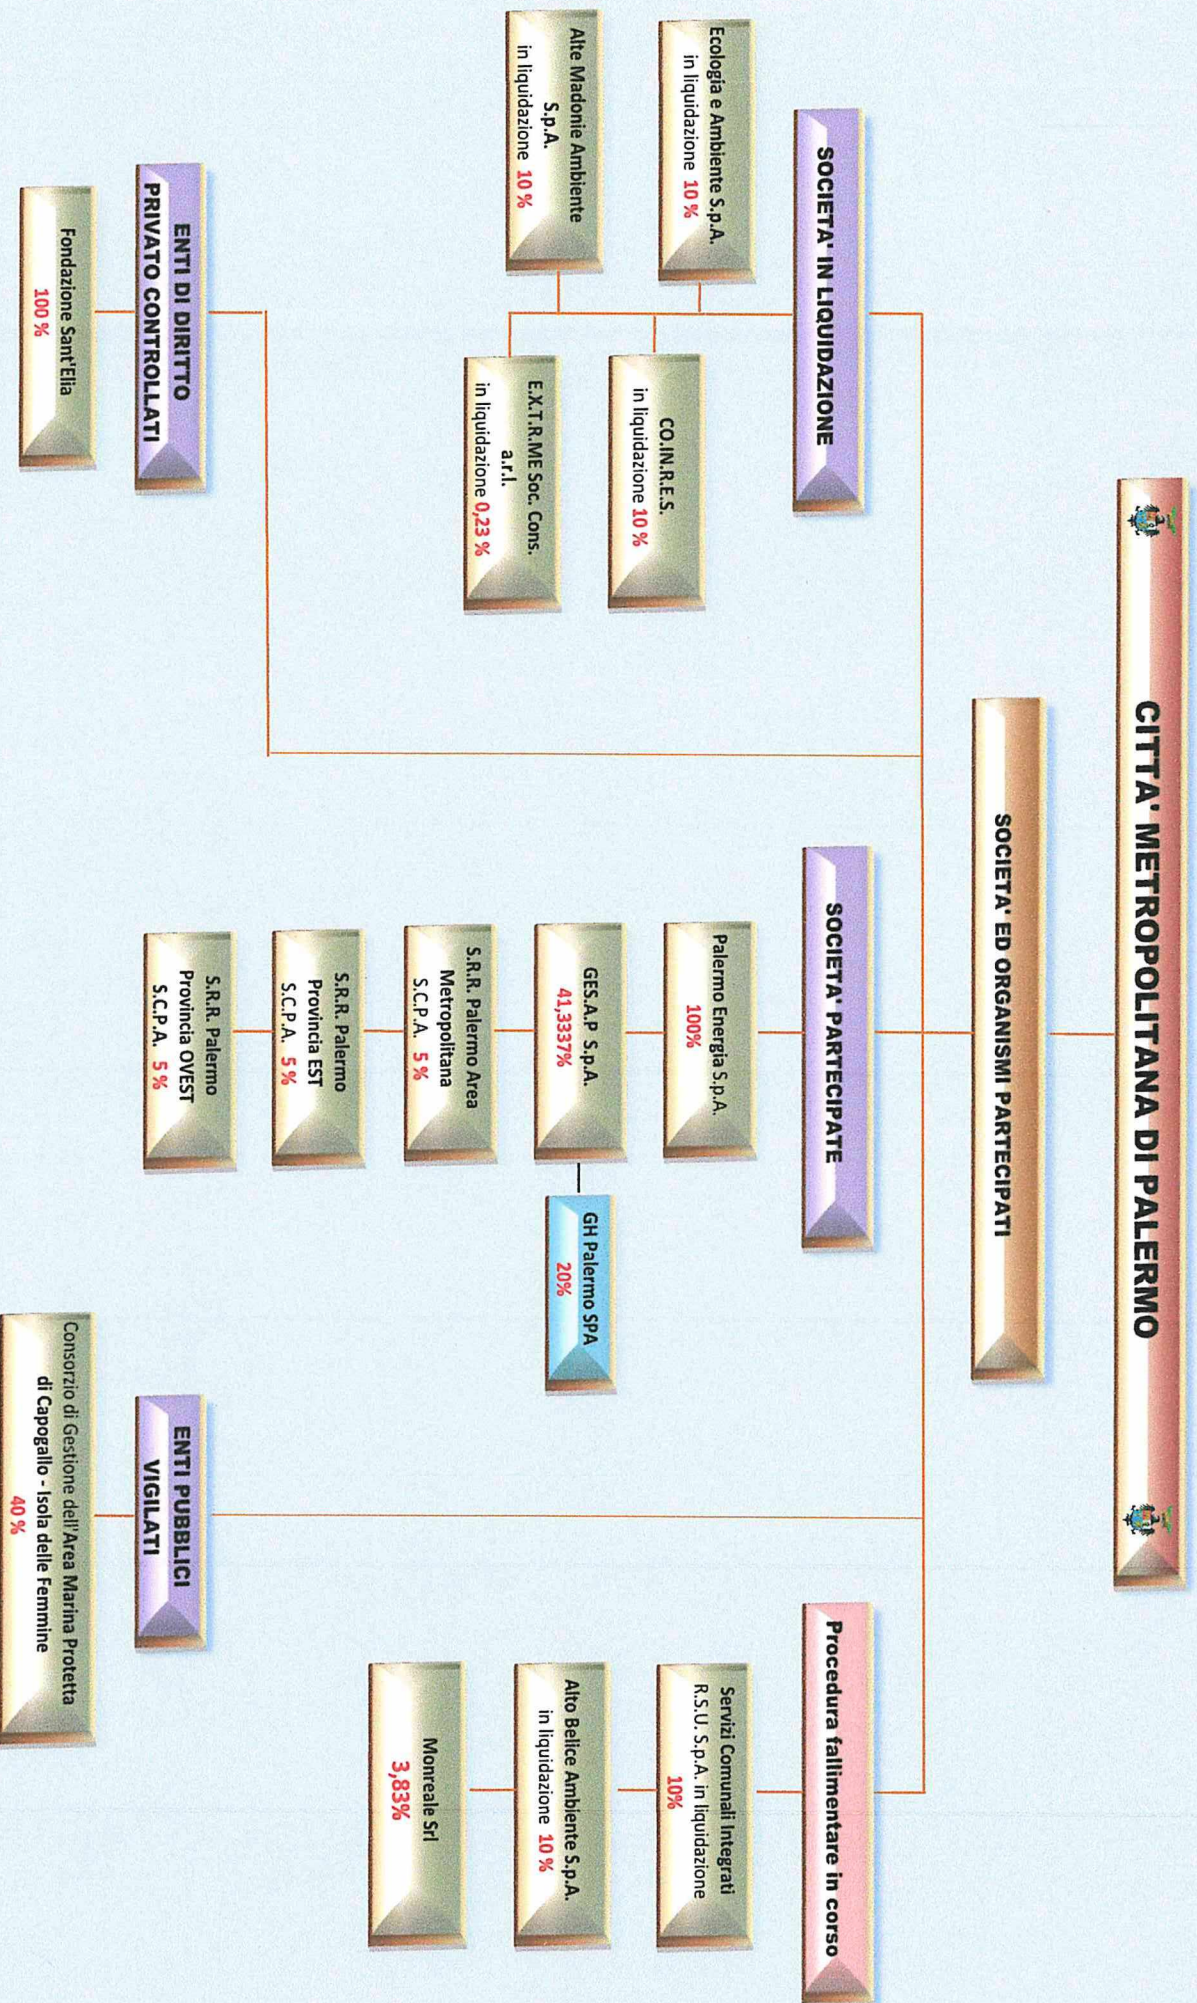 CITTA' METROPOLITANA DI PALERMO
SOCIETA' ED ORGANISMI PARTECIPATI
SOCIETA' IN LIQUIDAZIONE
Ecologia e Ambiente S.p.A.
in liquidazione 10 %
CO.IN.R.E.S.
in liquidazione 10 %
Alte Madonie Ambiente
S.p.A.
in liquidazione 10 %
E.X.T.R.ME Soc. Cons.
a.r.l.
in liquidazione 0,23 %
SOCIETA' PARTECIPATE
Palermo Energia S.p.A.
100%
GES.A.P S.p.A.
41,3337%
GH Palermo SPA
20%
S.R.R. Palermo Area
Metropolitana
S.C.P.A. 5 %
S.R.R. Palermo
Provincia EST
S.C.P.A. 5 %
S.R.R. Palermo
Provincia OVEST
S.C.P.A. 5 %
Procedura fallimentare in corso
Servizi Comunali Integrati
R.S.U. S.p.A. in liquidazione
10%
Alto Belice Ambiente S.p.A.
in liquidazione 10 %
Monreale Srl
3,83%
ENTI DI DIRITTO
PRIVATO CONTROLLATI
Fondazione Sant'Elia
100 %
ENTI PUBBLICI
VIGILATI
Consorzio di Gestione dell'Area Marina Protetta
di Capogallo - Isola delle Femmine
40 %